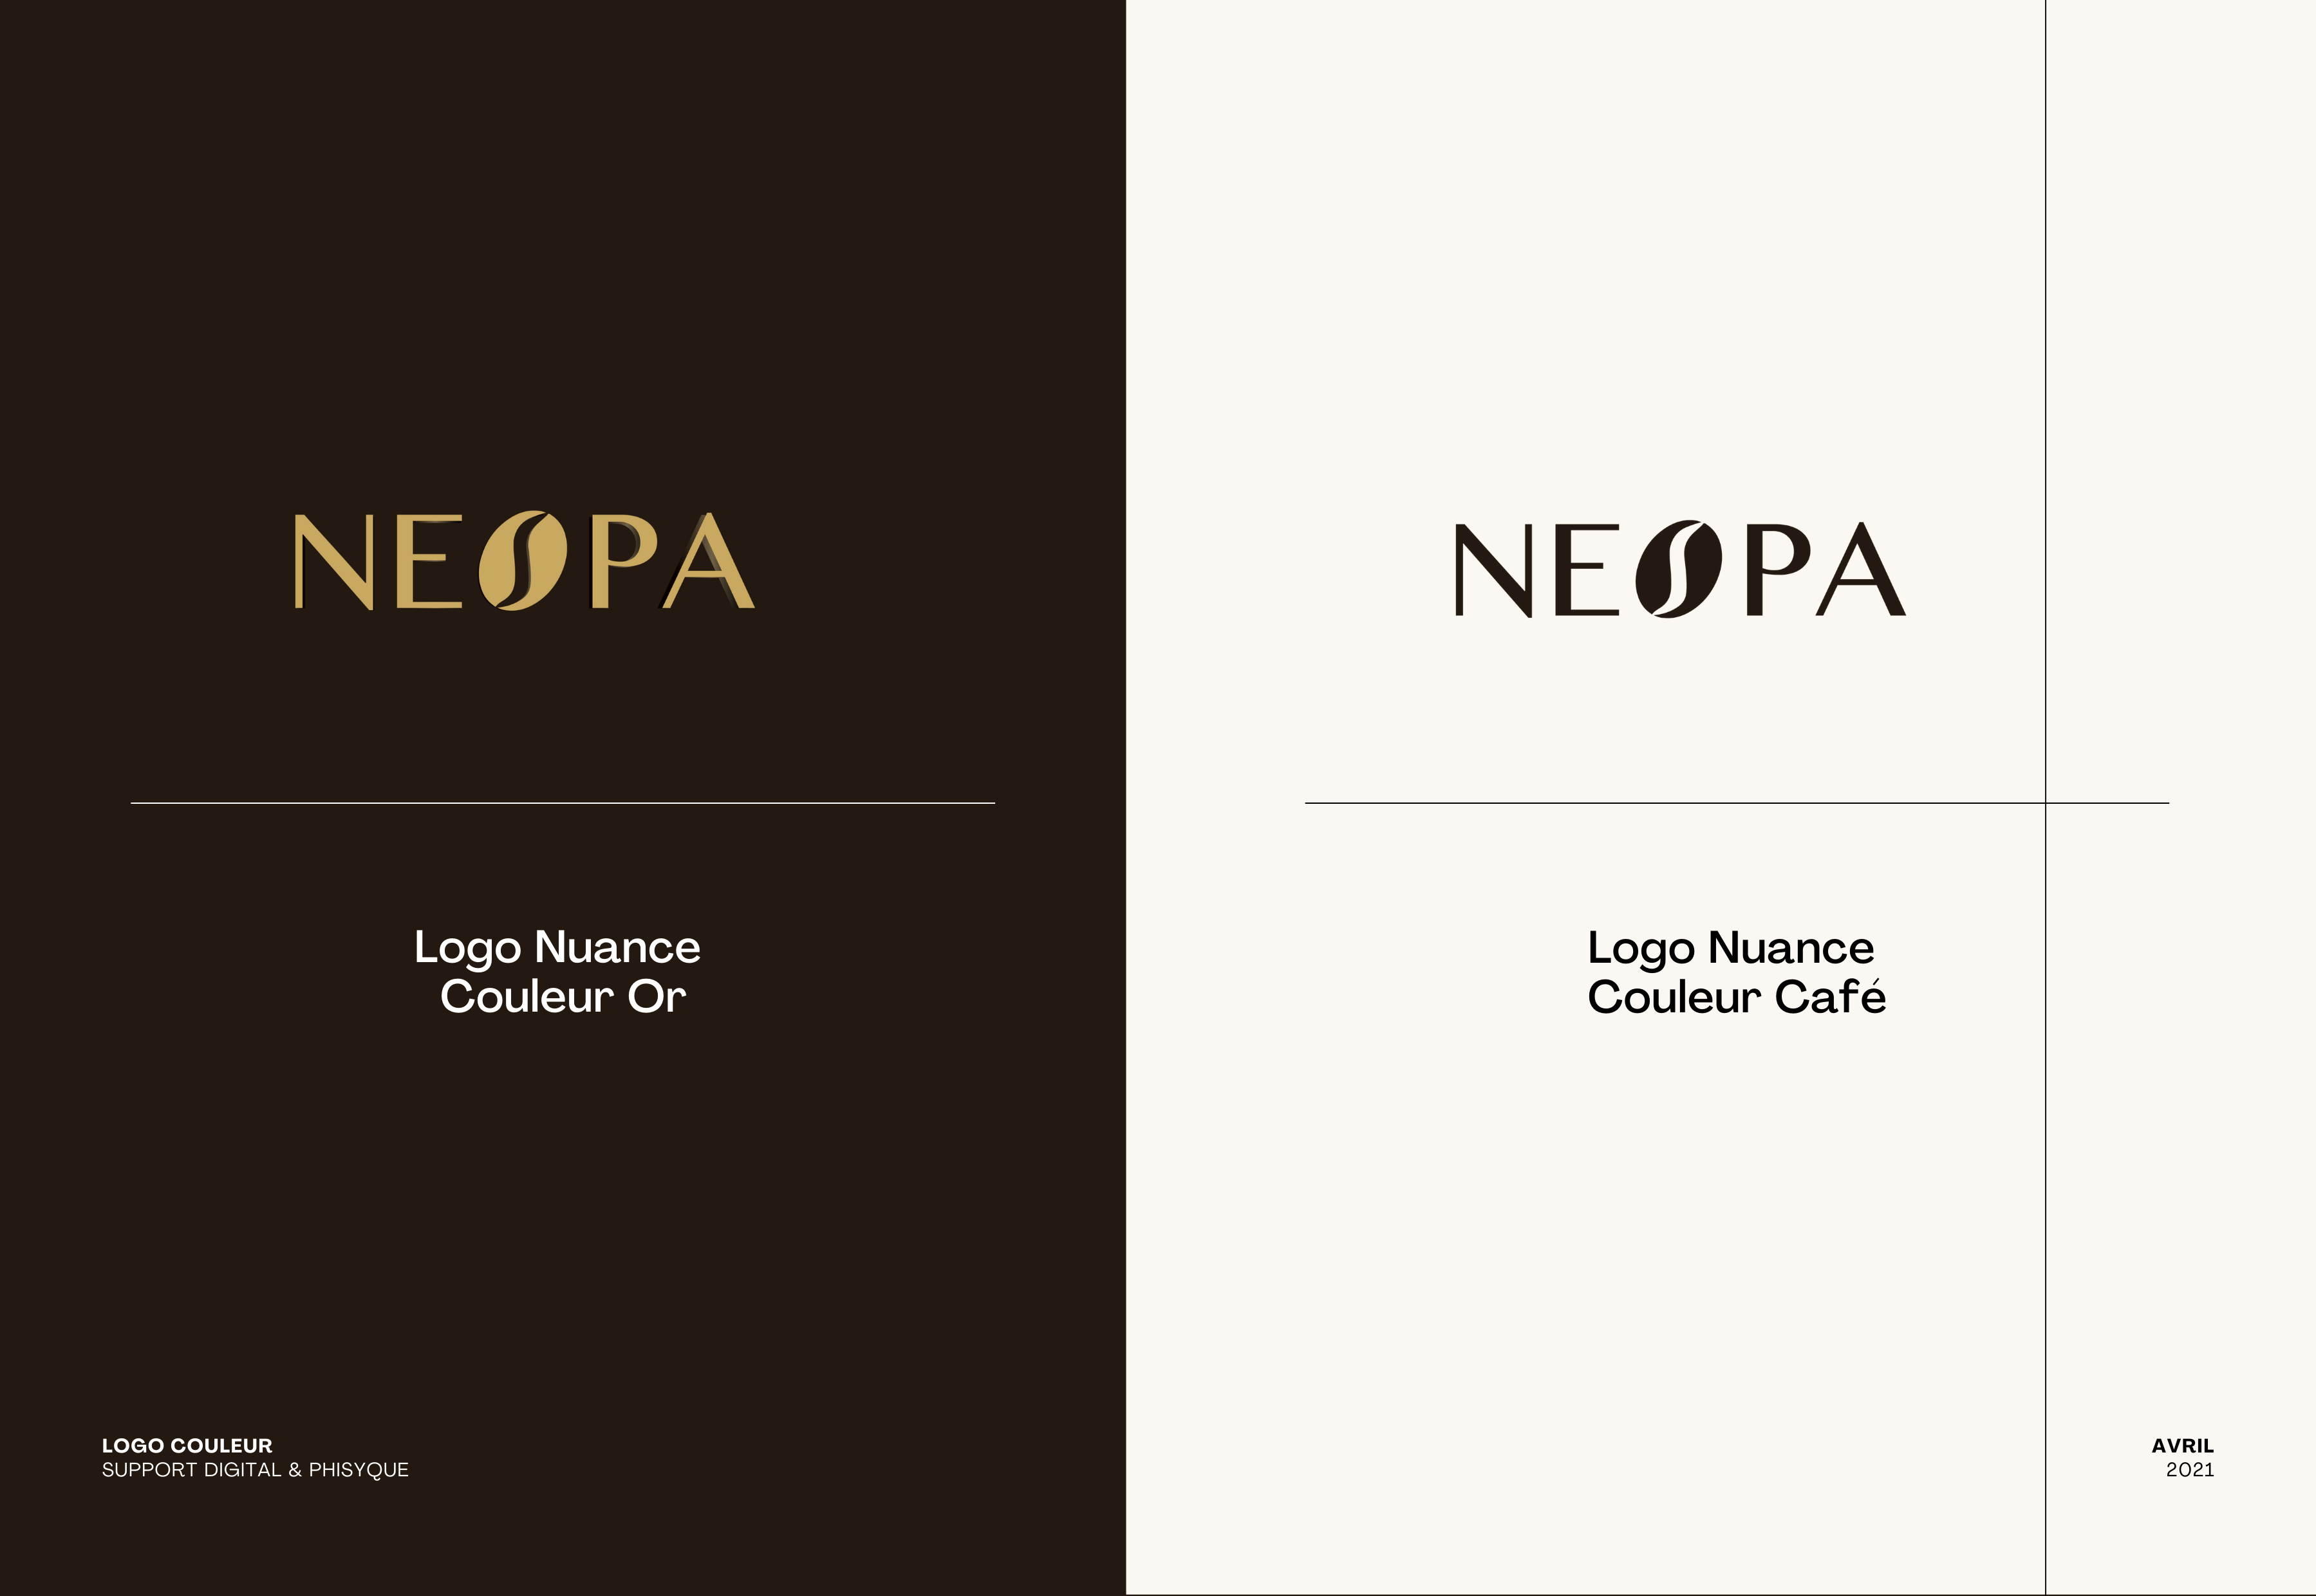 NEOPA
Logo Nuance
Couleur Or
LOGO COULEUR
SUPPORT DIGITAL & PHISYQUE
NEOPA
Logo Nuance
Couleur Café
AVRIL
2021